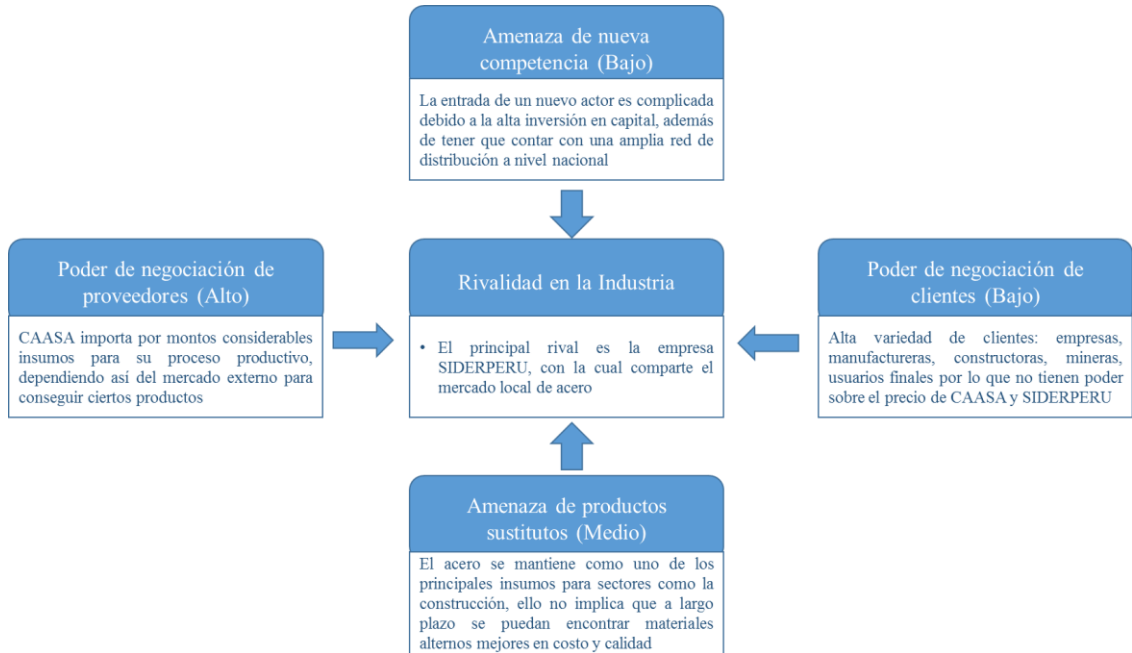 Amenaza de nueva
competencia (Bajo)
La entrada de un nuevo actor es complicada
debido a la alta inversión en capital, además
de tener que contar con una amplia red de
distribución a nivel nacional
Poder de negociación de
proveedores (Alto)
CAASA importa por montos considerables
insumos para su proceso productivo,
dependiendo así del mercado externo para
conseguir ciertos productos
Rivalidad en la Industria
• El principal rival es la empresa
SIDERPERU, con la cual comparte el
mercado local de acero
Poder de negociación de
clientes (Bajo)
Alta variedad de clientes: empresas,
manufactureras, constructoras, mineras,
usuarios finales por lo que no tienen poder
sobre el precio de CAASA y SIDERPERU
Amenaza de productos
sustitutos (Medio)
El acero se mantiene como uno de los
principales insumos para sectores como la
construcción, ello no implica que a largo
plazo se puedan encontrar materiales
alternos mejores en costo y calidad